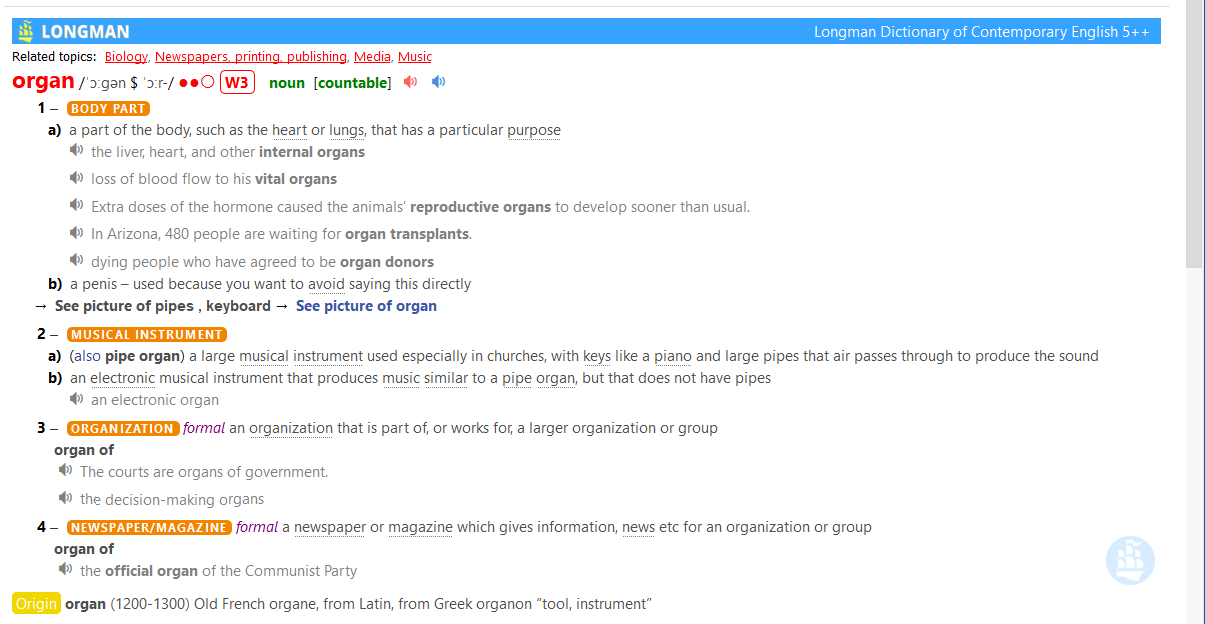 LONGMAN Longman Dictionary of Contemporary English 5++
Related topics: Biology, Newspapers, printing, publishing, Media, Music
organ /ˈɔːɡən $ ˈɔːr-/ ●●○ W3 noun [countable]
1 – BODY PART
a) a part of the body, such as the heart or lungs, that has a particular purpose
the liver, heart, and other internal organs
loss of blood flow to his vital organs
Extra doses of the hormone caused the animals’ reproductive organs to develop sooner than usual.
In Arizona, 480 people are waiting for organ transplants.
dying people who have agreed to be organ donors
b) a penis – used because you want to avoid saying this directly
→ See picture of pipes , keyboard → See picture of organ
2 – MUSICAL INSTRUMENT
a) (also pipe organ) a large musical instrument used especially in churches, with keys like a piano and large pipes that air passes through to produce the sound
b) an electronic musical instrument that produces music similar to a pipe organ, but that does not have pipes
an electronic organ
3 – ORGANIZATION formal an organization that is part of, or works for, a larger organization or group
organ of
The courts are organs of government.
the decision-making organs
4 – NEWSPAPER/MAGAZINE formal a newspaper or magazine which gives information, news etc for an organization or group
organ of
the official organ of the Communist Party
Origin organ (1200-1300) Old French organe, from Latin, from Greek organon “tool, instrument”